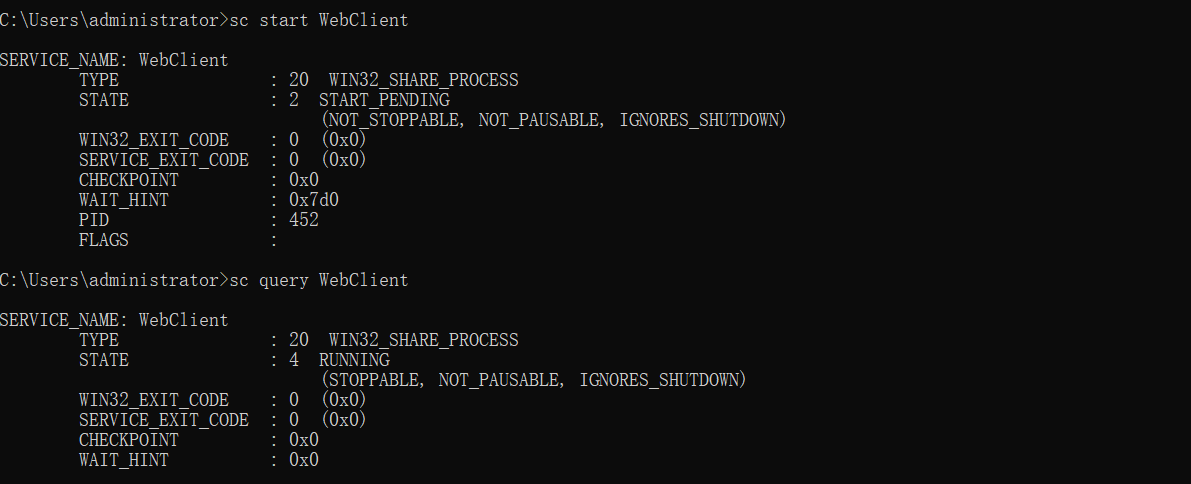 C:\Users\administrator>sc start WebClient
SERVICE_NAME: WebClient
        TYPE               : 20  WIN32_SHARE_PROCESS
        STATE              : 2  START_PENDING
                                (NOT_STOPPABLE, NOT_PAUSABLE, IGNORES_SHUTDOWN)
        WIN32_EXIT_CODE    : 0  (0x0)
        SERVICE_EXIT_CODE  : 0  (0x0)
        CHECKPOINT         : 0x0
        WAIT_HINT          : 0x7d0
        PID                : 452
        FLAGS              :
C:\Users\administrator>sc query WebClient
SERVICE_NAME: WebClient
        TYPE               : 20  WIN32_SHARE_PROCESS
        STATE              : 4  RUNNING
                                (STOPPABLE, NOT_PAUSABLE, IGNORES_SHUTDOWN)
        WIN32_EXIT_CODE    : 0  (0x0)
        SERVICE_EXIT_CODE  : 0  (0x0)
        CHECKPOINT         : 0x0
        WAIT_HINT          : 0x0